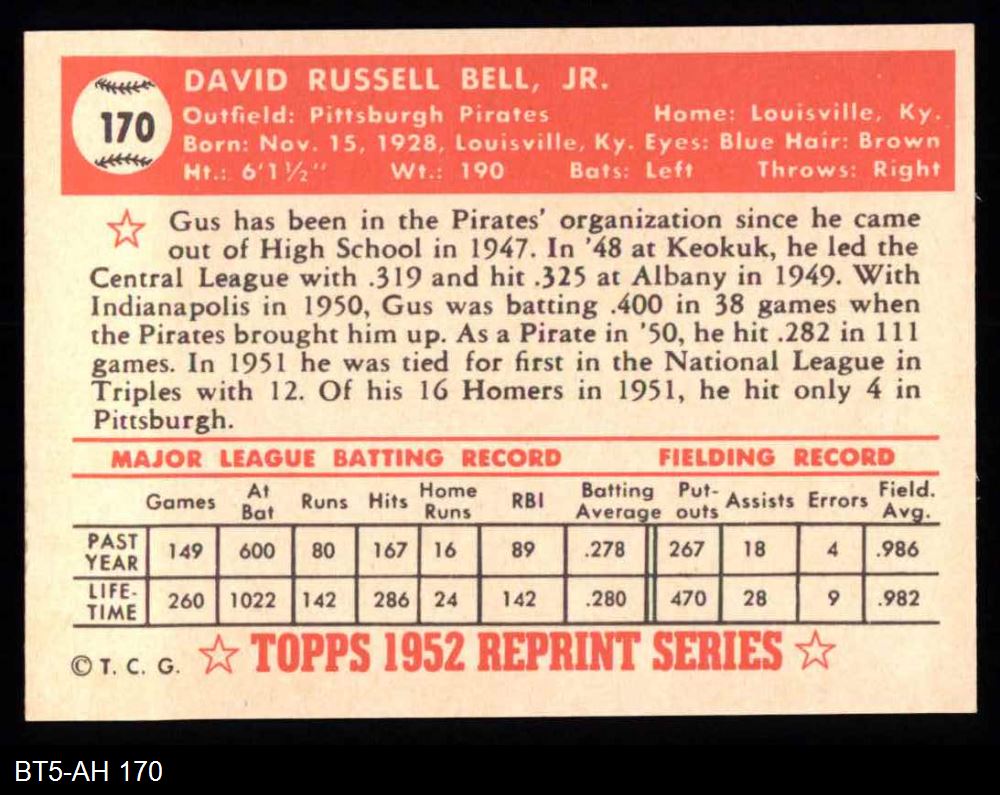 170
DAVID RUSSELL BELL, JR.
Outfield: Pittsburgh Pirates Home: Louisville, Ky.
Born: Nov. 15, 1928, Louisville, Ky. Eyes: Blue Hair: Brown
Ht.: 6'1½" Wt.: 190 Bats: Left Throws: Right
Gus has been in the Pirates' organization since he came
out of High School in 1947. In '48 at Keokuk, he led the
Central League with .319 and hit .325 at Albany in 1949. With
Indianapolis in 1950, Gus was batting .400 in 38 games when
the Pirates brought him up. As a Pirate in '50, he hit .282 in 111
games. In 1951 he was tied for first in the National League in
Triples with 12. Of his 16 Homers in 1951, he hit only 4 in
Pittsburgh.
MAJOR LEAGUE BATTING RECORD FIELDING RECORD
Games At Bat Runs Hits Home Runs RBI Batting Average Put-outs Assists Errors Field. Avg.
PAST YEAR 149 600 80 167 16 89 .278 267 18 4 .986
LIFE-TIME 260 1022 142 286 24 142 .280 470 28 9 .982
© T. C. G. TOPPS 1952 REPRINT SERIES
BT5-AH 170